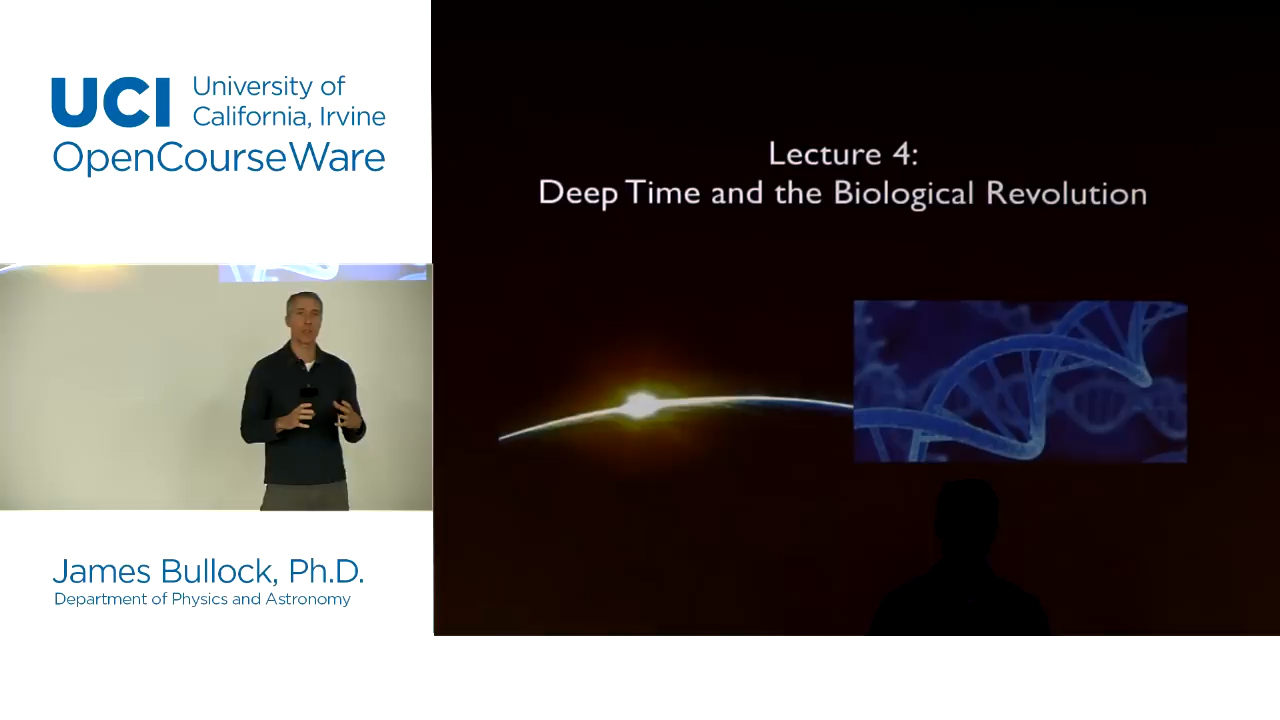 UCI
University of
California, Irvine
OpenCourseWare
Lecture 4:
Deep Time and the Biological Revolution
James Bullock, Ph.D.
Department of Physics and Astronomy